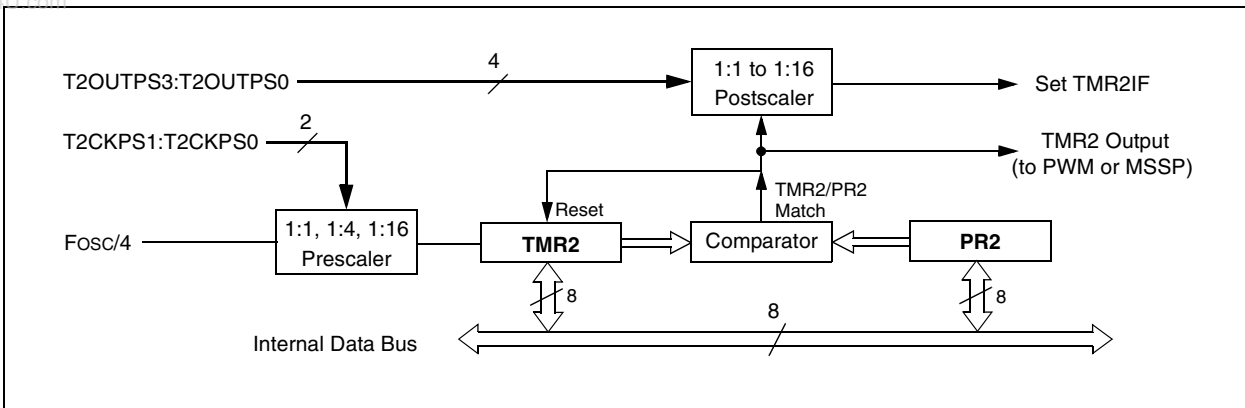 T2OUTPS3:T2OUTPS0
4
1:1 to 1:16
Postscaler
Set TMR2IF
T2CKPS1:T2CKPS0
2
TMR2 Output
(to PWM or MSSP)
TMR2/PR2
Match
Reset
FOSC/4
1:1, 1:4, 1:16
Prescaler
TMR2
Comparator
PR2
8
8
8
Internal Data Bus